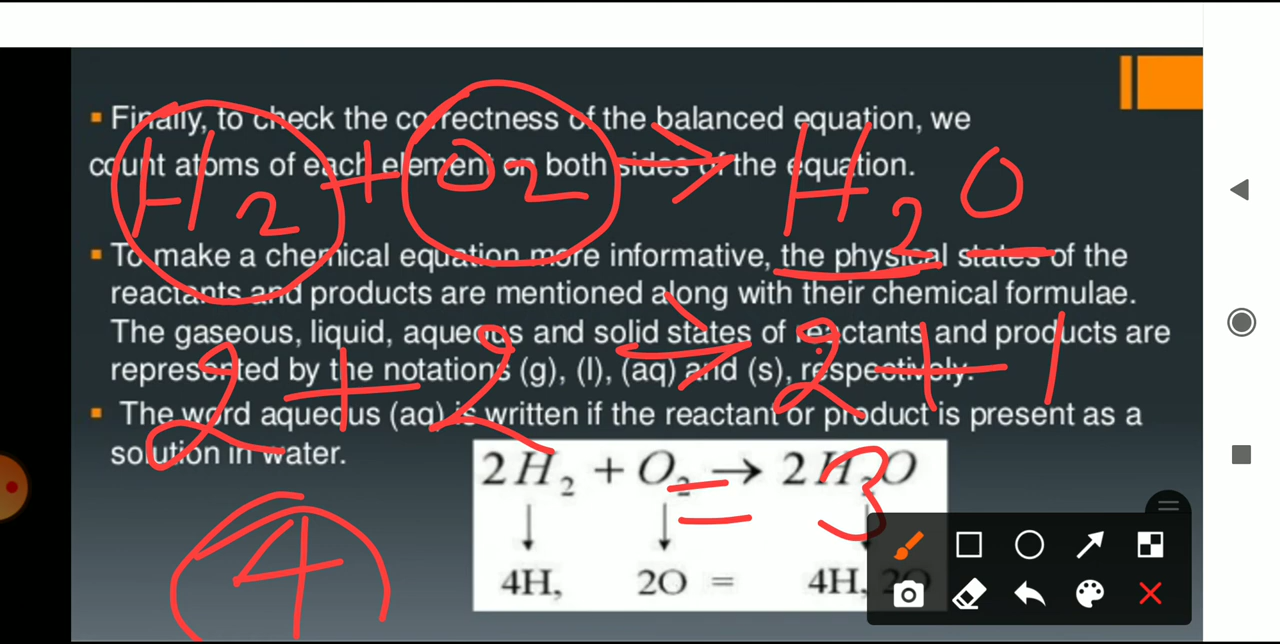 ▪ Finally, to check the correctness of the balanced equation, we
count atoms of each element on both sides of the equation.
H2 + O2 → H2O
▪ To make a chemical equation more informative, the physical states of the
reactants and products are mentioned along with their chemical formulae.
The gaseous, liquid, aqueous and solid states of reactants and products are
represented by the notations (g), (l), (aq) and (s), respectively.
2 + 2 → 2 + 1
▪ The word aqueous (aq) is written if the reactant or product is present as a
solution in water.
2H₂ + O₂ → 2H₂O
4 = 3
4H, 2O = 4H, 2O